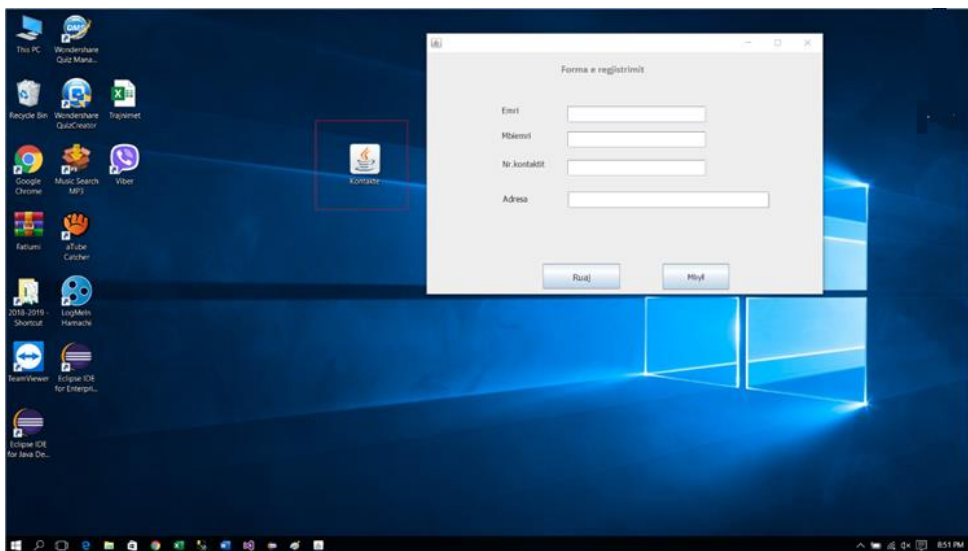 This PC
Wondershare
Quiz Mana...
Recycle Bin
Wondershare
QuizCreator
Trajnimet
Google
Chrome
Music Search
MP3
Viber
Fatlumi
aTube
Catcher
2018-2019 -
Shortcut
LogMeIn
Hamachi
TeamViewer
Eclipse IDE
for Enterpri...
Eclipse IDE
for Java De...
Kontakte
Forma e regjistrimit
Emri
Mbiemri
Nr.kontaktit
Adresa
Ruaj
Mbyll
8:51 PM